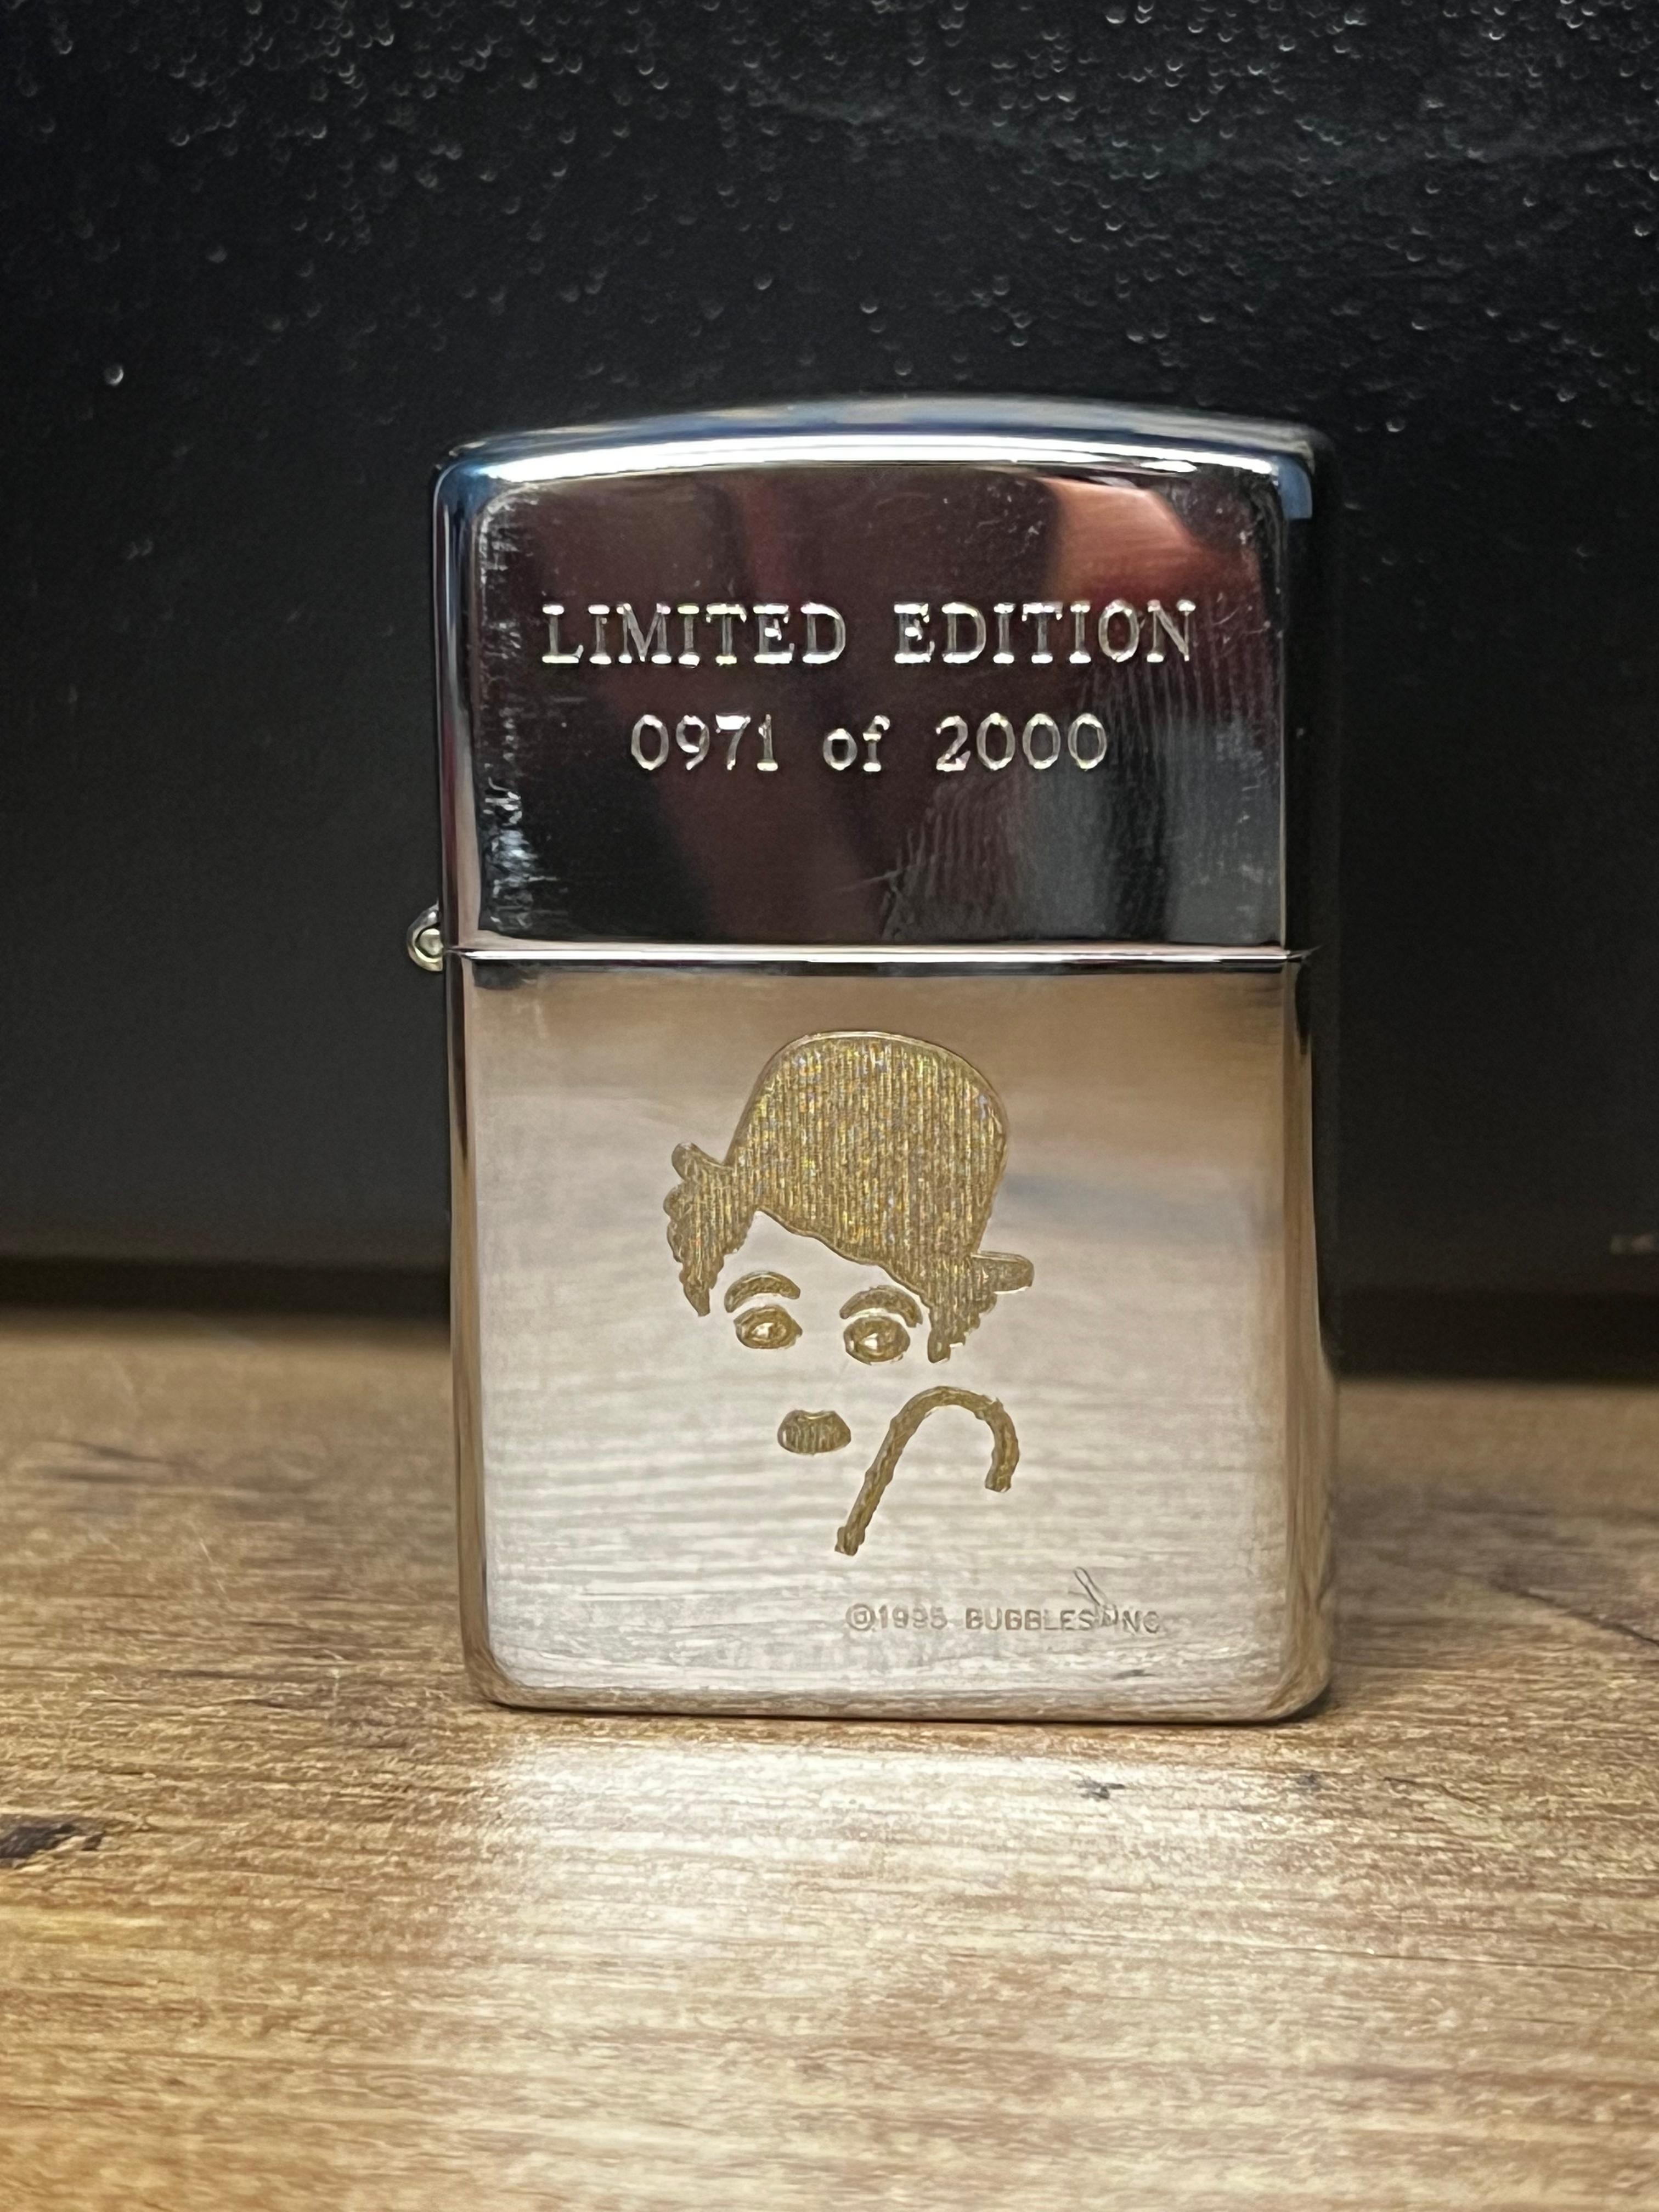 LIMITED EDITION
0971 of 2000
©1995 BUBBLES INC.